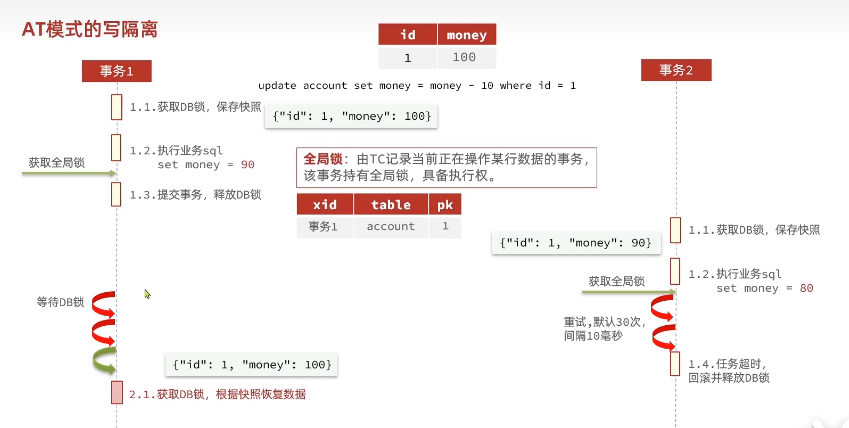 AT模式的写隔离
id money
1 100
事务1
事务2
update account set money = money - 10 where id = 1
1.1.获取DB锁，保存快照
{"id": 1, "money": 100}
1.2.执行业务sql
set money = 90
获取全局锁
1.3.提交事务，释放DB锁
全局锁：由TC记录当前正在操作某行数据的事务，
该事务持有全局锁，具备执行权。
xid table pk
事务1 account 1
1.1.获取DB锁，保存快照
{"id": 1, "money": 90}
1.2.执行业务sql
set money = 80
获取全局锁
等待DB锁
重试,默认30次，
间隔10毫秒
1.4.任务超时，
回滚并释放DB锁
{"id": 1, "money": 100}
2.1.获取DB锁，根据快照恢复数据